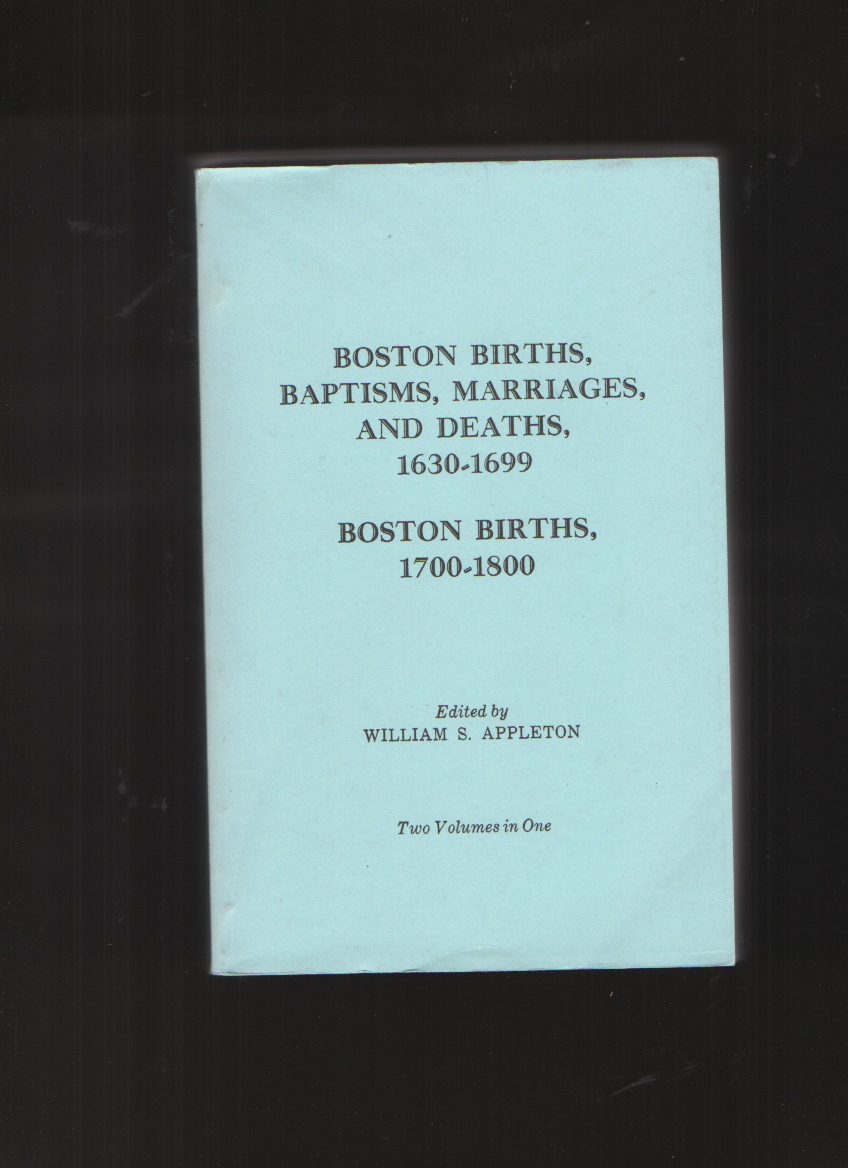 BOSTON BIRTHS,
BAPTISMS, MARRIAGES,
AND DEATHS,
1630-1699
BOSTON BIRTHS,
1700-1800
Edited by
WILLIAM S. APPLETON
Two Volumes in One